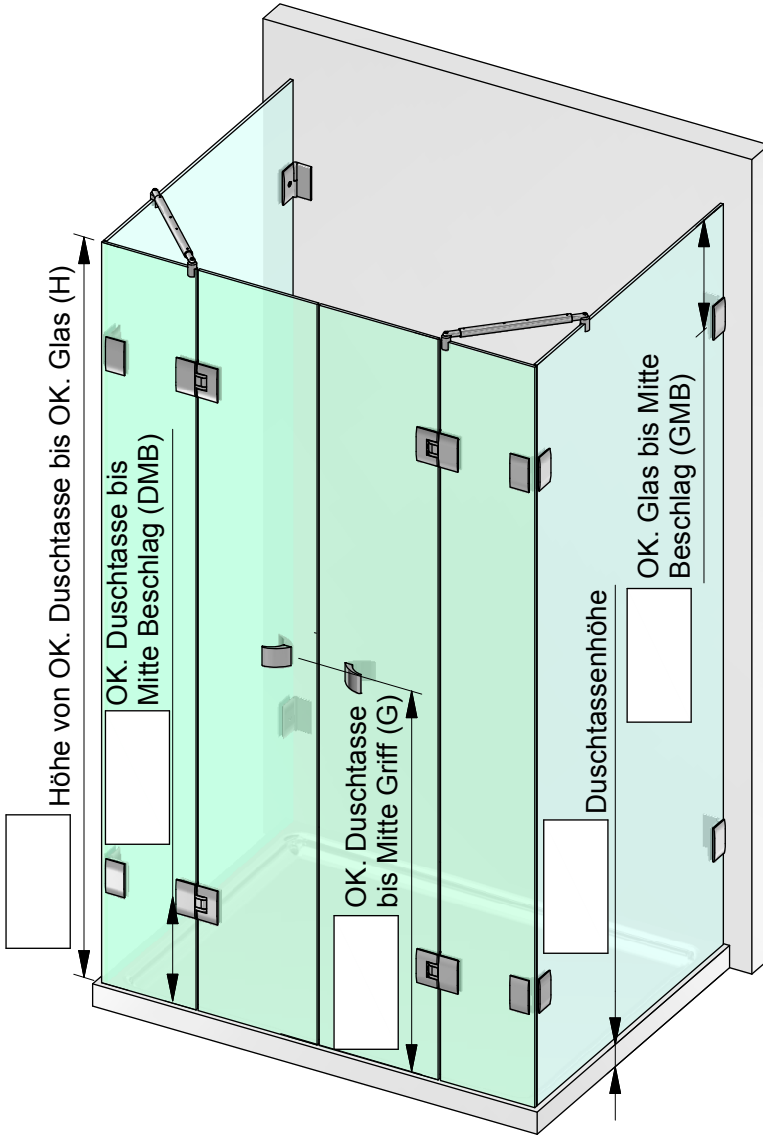 Höhe von OK. Duschtasse bis OK. Glas (H)
OK. Duschtasse bis
Mitte Beschlag (DMB)
OK. Duschtasse
bis Mitte Griff (G)
Duschtassenhöhe
OK. Glas bis Mitte
Beschlag (GMB)